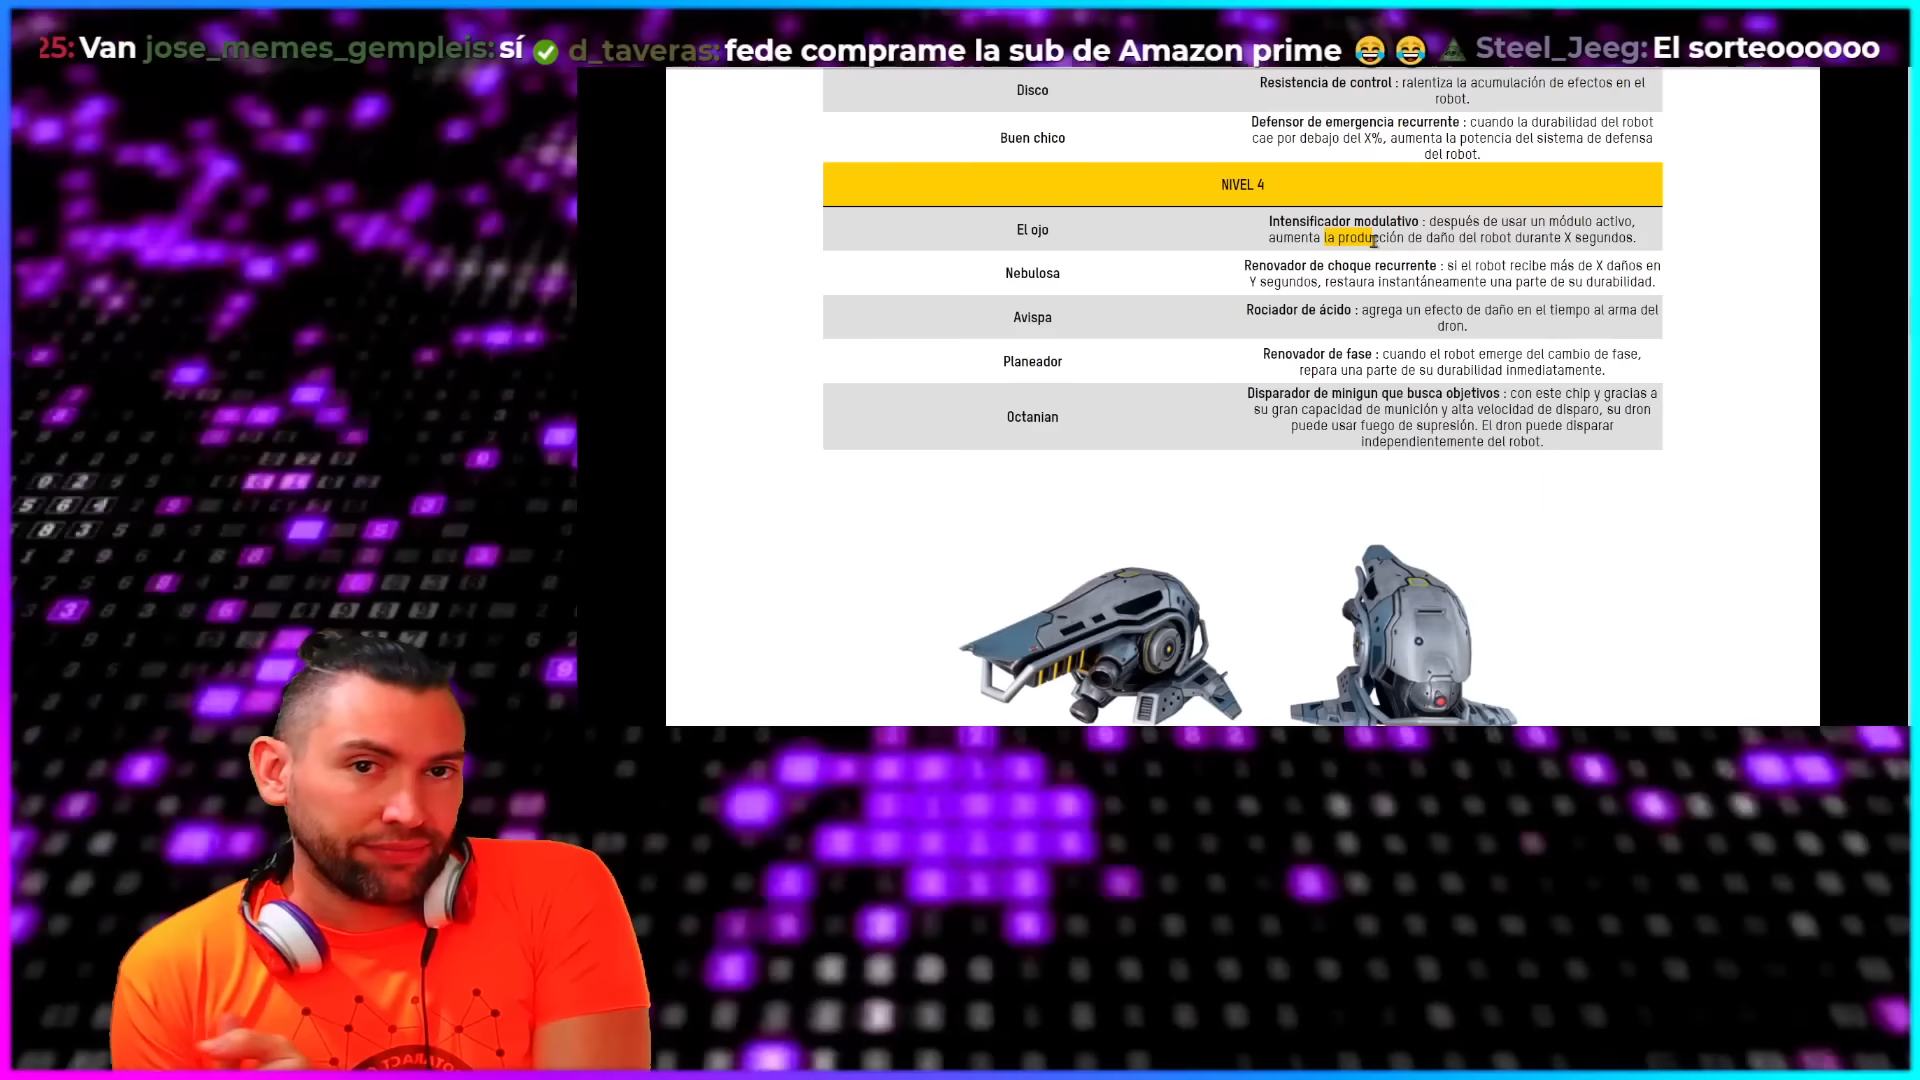 25: Van jose_memes_gempleis: sí d_taveras: fede comprame la sub de Amazon prime 😂 😂 Steel_Jeeg: El sorteoooooo
Disco
Resistencia de control : ralentiza la acumulación de efectos en el
robot.
Buen chico
Defensor de emergencia recurrente : cuando la durabilidad del robot
cae por debajo del X%, aumenta la potencia del sistema de defensa
del robot.
NIVEL 4
El ojo
Intensificador modulativo : después de usar un módulo activo,
aumenta la producción de daño del robot durante X segundos.
Nebulosa
Renovador de choque recurrente : si el robot recibe más de X daños en
Y segundos, restaura instantáneamente una parte de su durabilidad.
Avispa
Rociador de ácido : agrega un efecto de daño en el tiempo al arma del
dron.
Planeador
Renovador de fase : cuando el robot emerge del cambio de fase,
repara una parte de su durabilidad inmediatamente.
Octanian
Disparador de minigun que busca objetivos : con este chip y gracias a
su gran capacidad de munición y alta velocidad de disparo, su dron
puede usar fuego de supresión. El dron puede disparar
independientemente del robot.